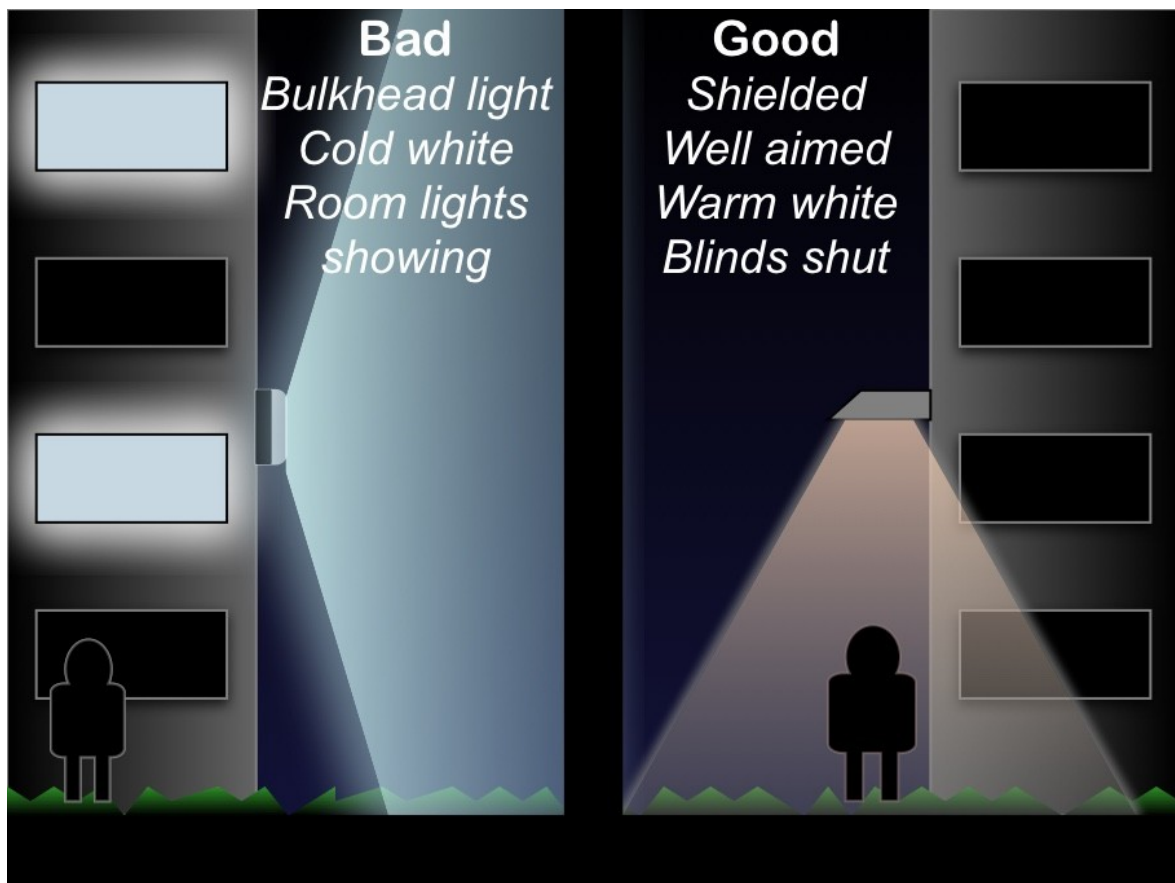 Bad
Bulkhead light
Cold white
Room lights
showing
Good
Shielded
Well aimed
Warm white
Blinds shut